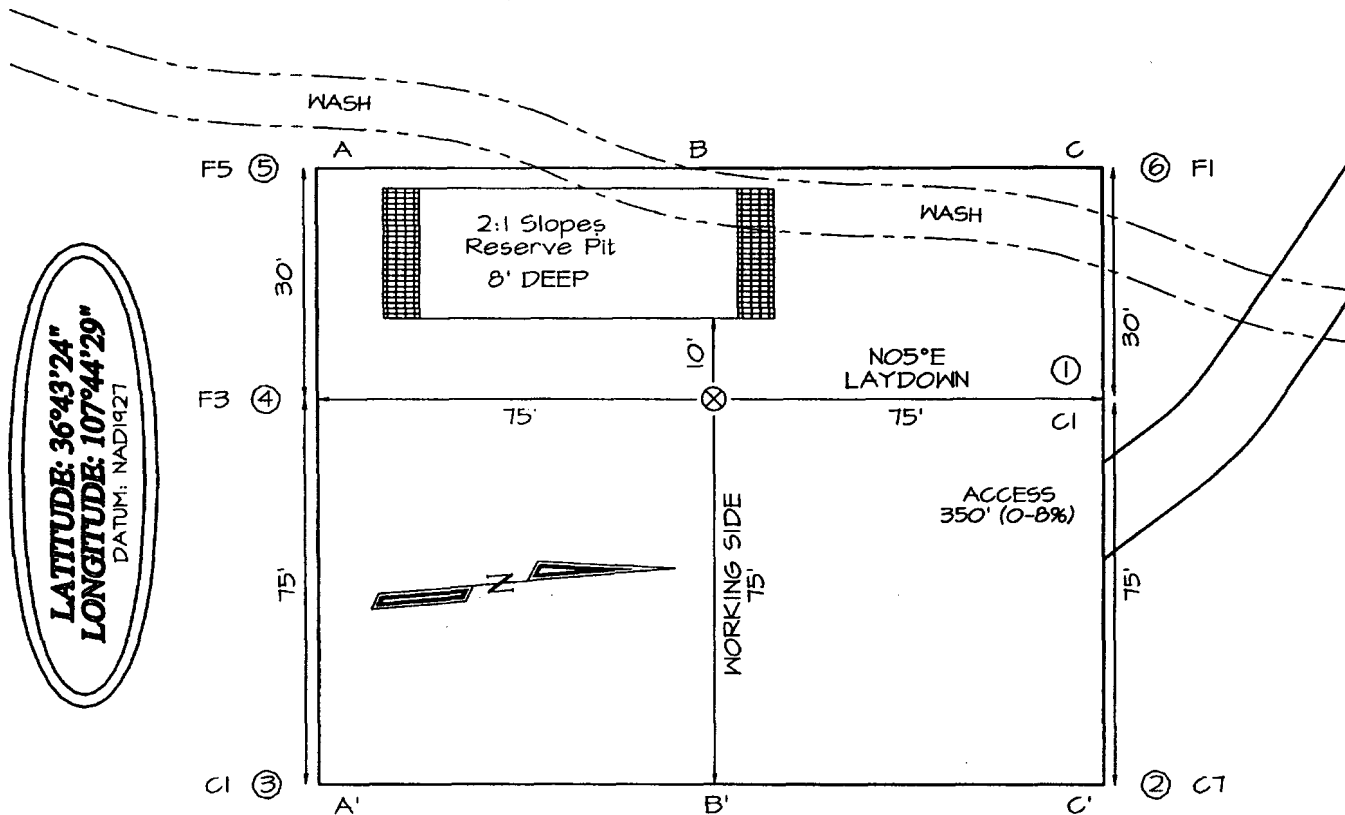 WASH
A
B
C
F5 ⑤
⑥ F1
2:1 Slopes
Reserve Pit
8' DEEP
WASH
30'
30'
10'
N05°E
LAYDOWN
①
F3 ④
75'
75'
C1
LATITUDE: 36°43'24"
LONGITUDE: 107°44'29"
DATUM: NAD1927
ACCESS
350' (0-8%)
N
WORKING SIDE
75'
75'
75'
C1 ③
② C7
A'
B'
C'